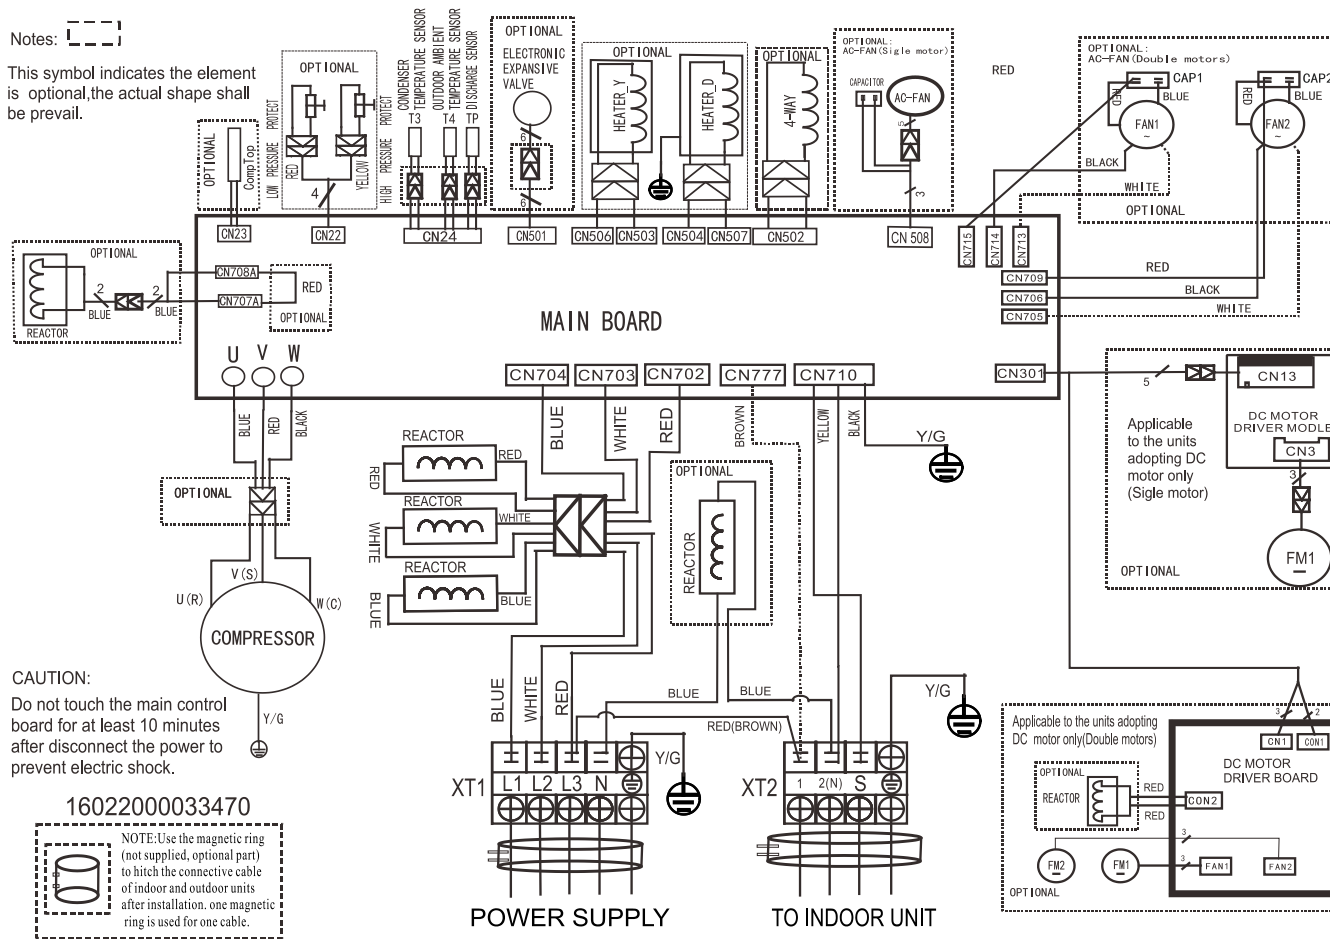 Notes:
This symbol indicates the element
is optional,the actual shape shall
be prevail.
OPTIONAL
CompTop
CN23
OPTIONAL
LOW PRESSURE PROTECT
RED
YELLOW
HIGH PRESSURE PROTECT
4
CN22
CONDENSER
TEMPERATURE SENSOR
OUTDOOR AMBIENT
TEMPERATURE SENSOR
DISCHARGE SENSOR
T3
T4
TP
CN24
OPTIONAL
ELECTRONIC
EXPANSIVE
VALVE
6
6
CN501
OPTIONAL
HEATER_Y
HEATER_D
CN506
CN503
CN504
CN507
OPTIONAL
4-WAY
CN502
OPTIONAL:
AC-FAN(Sigle motor)
CAPACITOR
AC-FAN
5
3
CN 508
RED
OPTIONAL:
AC-FAN(Double motors)
CAP1
CAP2
RED
BLUE
RED
BLUE
FAN1
~
FAN2
~
BLACK
WHITE
OPTIONAL
CN715
CN714
CN713
CN709
RED
CN706
BLACK
CN705
WHITE
OPTIONAL
REACTOR
2
2
BLUE
BLUE
CN708A
CN707A
RED
OPTIONAL
MAIN BOARD
U
V
W
CN704
CN703
CN702
CN777
CN710
CN301
BLUE
RED
BLACK
OPTIONAL
V(S)
U(R)
W(C)
COMPRESSOR
Y/G
BLUE
WHITE
RED
BROWN
YELLOW
BLACK
Y/G
REACTOR
RED
RED
REACTOR
WHITE
WHITE
REACTOR
BLUE
BLUE
OPTIONAL
REACTOR
5
CN13
DC MOTOR
DRIVER MODLE
CN3
3
Applicable
to the units
adopting DC
motor only
(Sigle motor)
FM1
OPTIONAL
BLUE
WHITE
RED
BLUE
BLUE
RED(BROWN)
Y/G
Y/G
XT1
L1
L2
L3
N
XT2
1
2(N)
S
POWER SUPPLY
TO INDOOR UNIT
CAUTION:
Do not touch the main control
board for at least 10 minutes
after disconnect the power to
prevent electric shock.
16022000033470
NOTE:Use the magnetic ring
(not supplied, optional part)
to hitch the connective cable
of indoor and outdoor units
after installation. one magnetic
ring is used for one cable.
Applicable to the units adopting
DC motor only(Double motors)
3
2
CN1
CON1
DC MOTOR
DRIVER BOARD
OPTIONAL
REACTOR
RED
RED
CON2
3
3
FM2
FM1
FAN1
FAN2
OPTIONAL